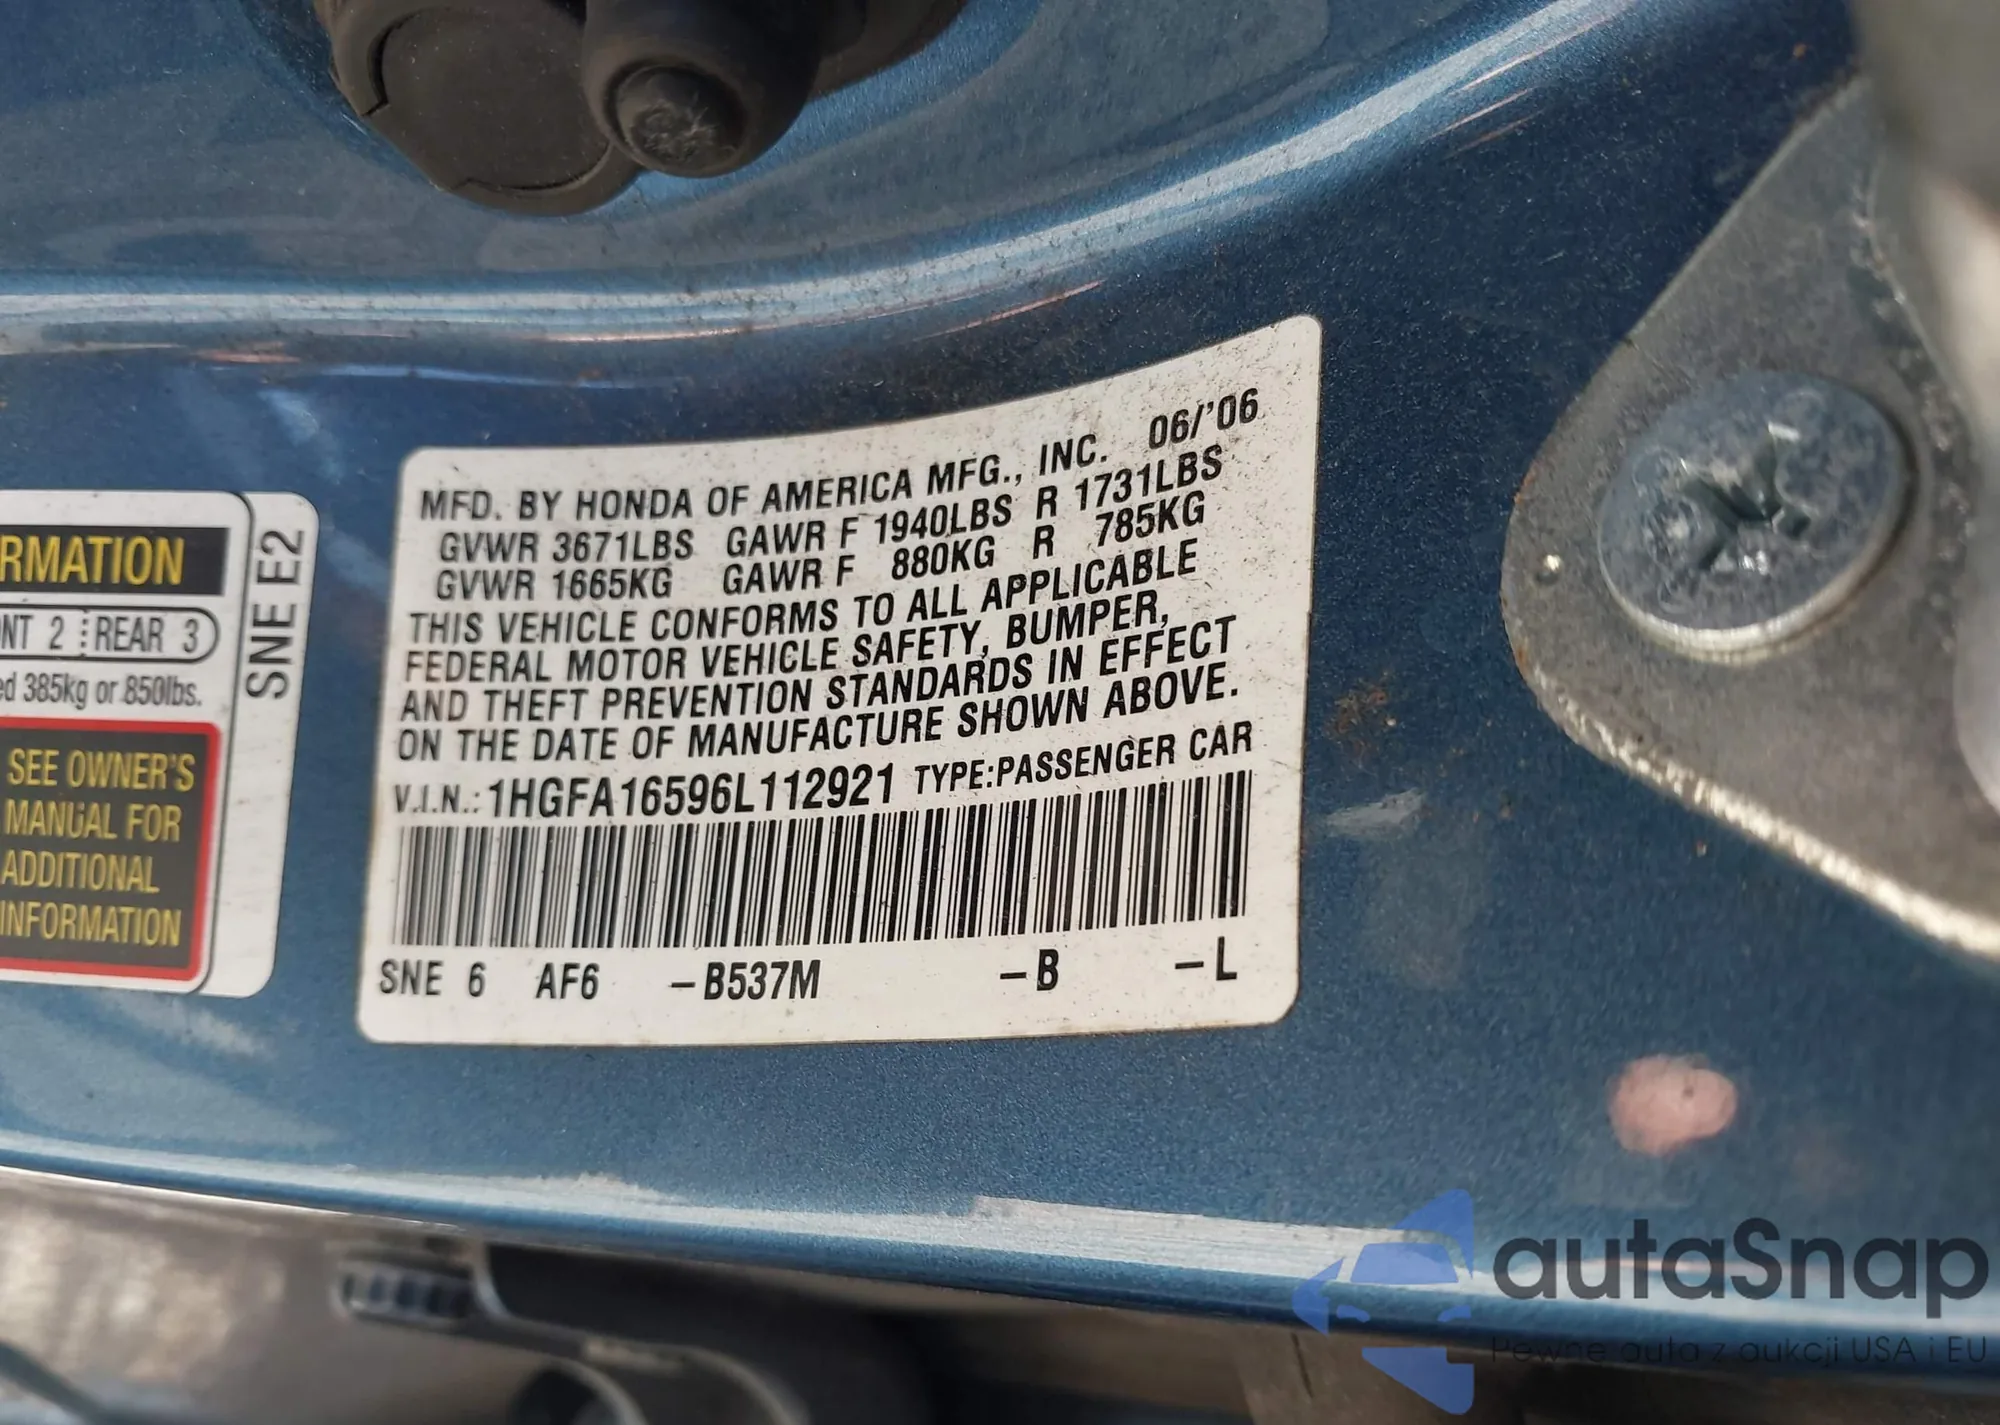 RMATION
NT 2 REAR 3
ed 385kg or 850lbs.
SEE OWNER'S
MANUAL FOR
ADDITIONAL
INFORMATION
SNE E2
MFD. BY HONDA OF AMERICA MFG., INC. 06/'06
GVWR 3671LBS GAWR F 1940LBS R 1731LBS
GVWR 1665KG GAWR F 880KG R 785KG
THIS VEHICLE CONFORMS TO ALL APPLICABLE
FEDERAL MOTOR VEHICLE SAFETY, BUMPER,
AND THEFT PREVENTION STANDARDS IN EFFECT
ON THE DATE OF MANUFACTURE SHOWN ABOVE.
V.I.N.: 1HGFA16596L112921 TYPE:PASSENGER CAR
SNE 6 AF6 -B537M -B -L
autaSnap
Pewne auta z aukcji USA i EU